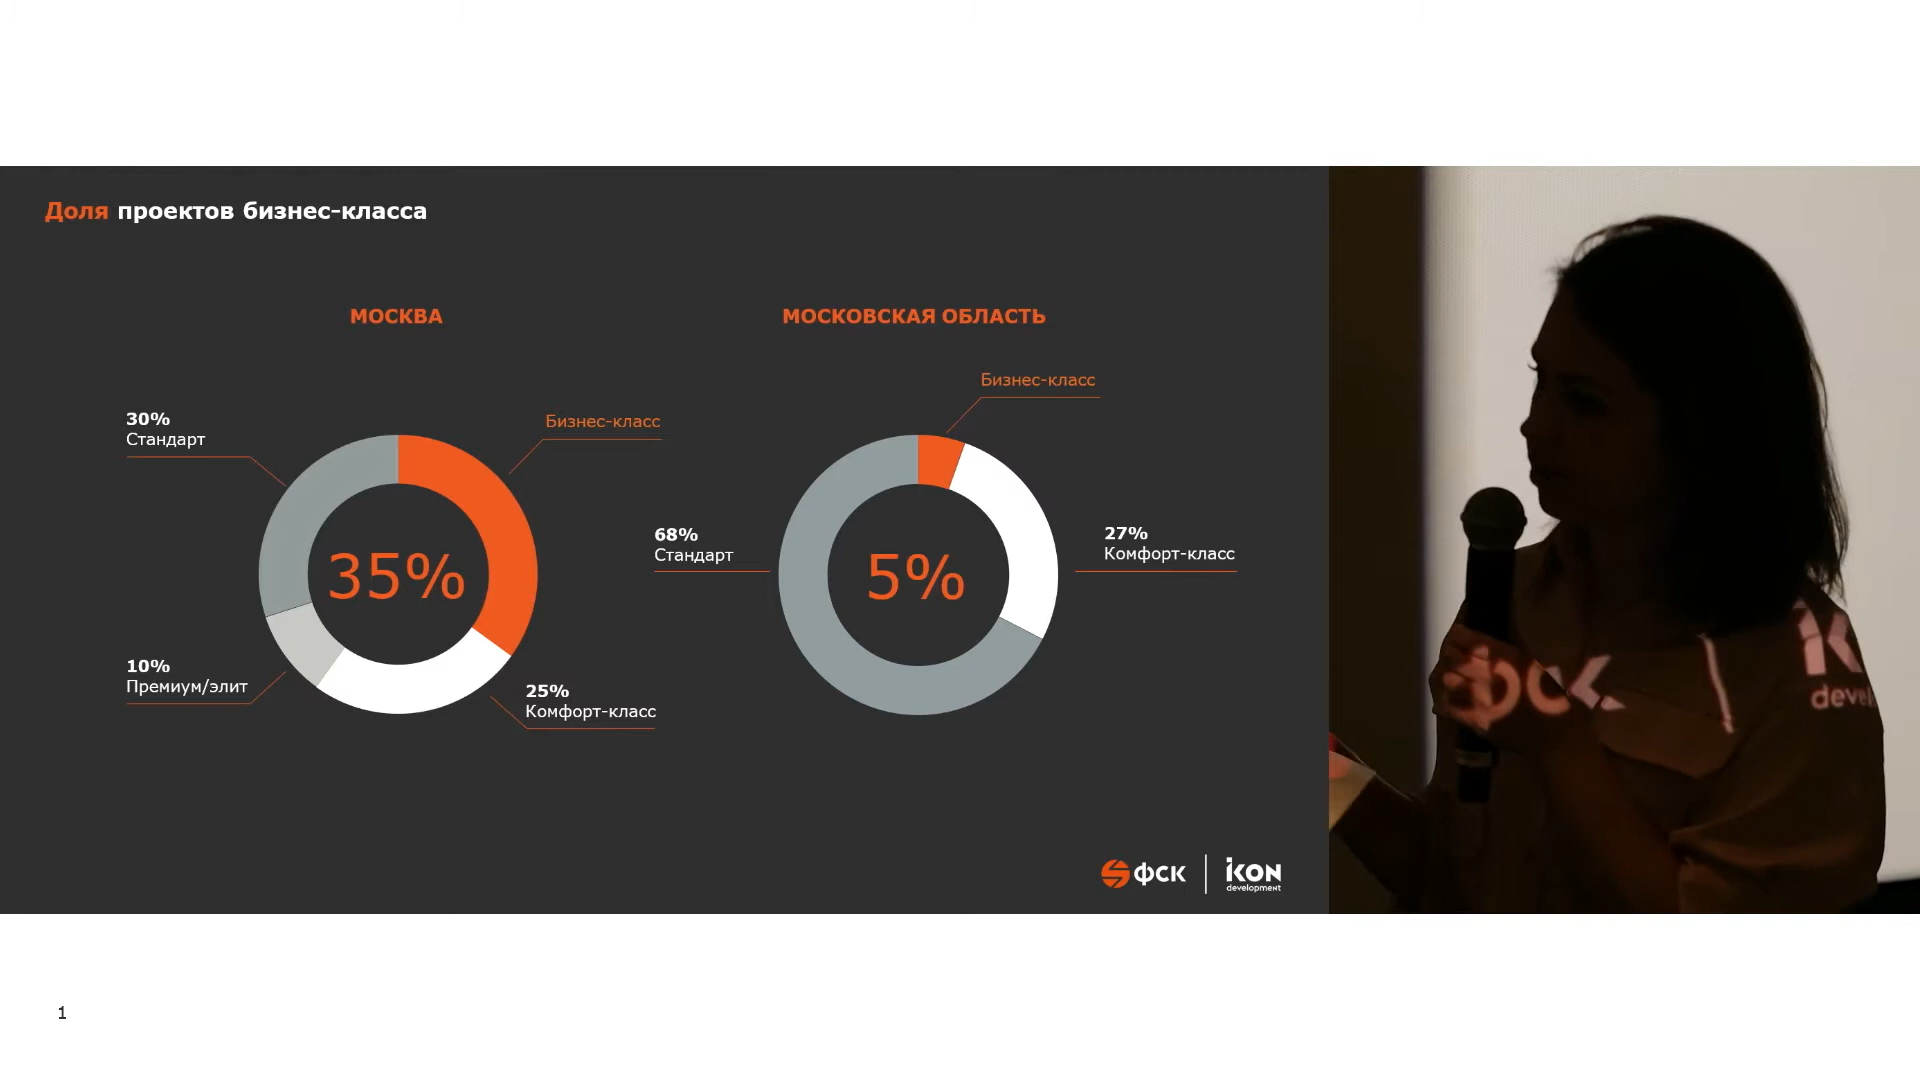 Доля проектов бизнес-класса
МОСКВА
МОСКОВСКАЯ ОБЛАСТЬ
Бизнес-класс
30%
Стандарт
Бизнес-класс
35%
10%
Премиум/элит
25%
Комфорт-класс
68%
Стандарт
5%
27%
Комфорт-класс
ФСК
iKON
development
ФСК
1